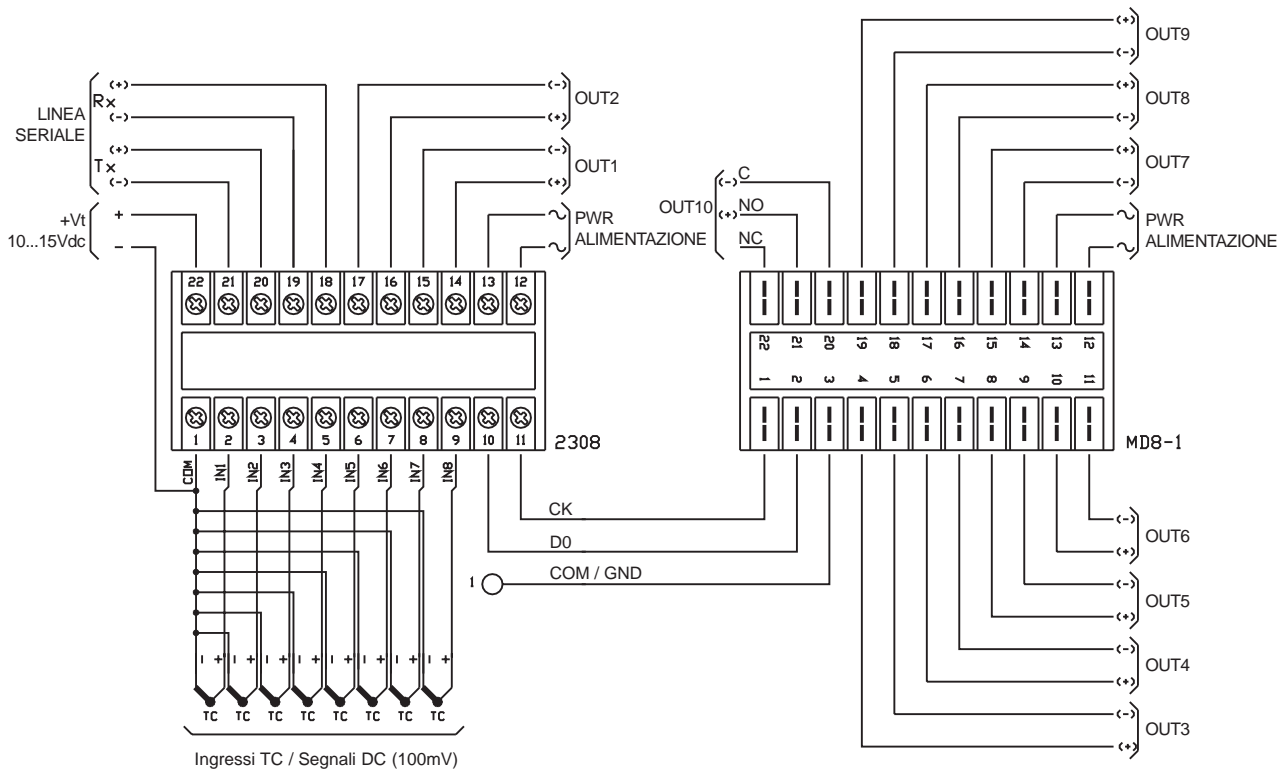 (+) OUT9
(-)
(+) (-) (+) OUT8
Rx OUT2
LINEA (-) (+) (-)
SERIALE
(+) (-) (+) OUT7
Tx OUT1 C
(-) (+) (-) (-)
OUT10 (+) NO
+Vt + PWR PWR
10...15Vdc - ALIMENTAZIONE NC ALIMENTAZIONE
22 21 20 19 18 17 16 15 14 13 12
22 21 20 19 18 17 16 15 14 13 12
1 2 3 4 5 6 7 8 9 10 11
1 2 3 4 5 6 7 8 9 10 11
2308 MD8-1
COM IN1 IN2 IN3 IN4 IN5 IN6 IN7 IN8
CK (-) OUT6
D0 (+)
COM / GND
1 (-) OUT5
(+)
(-) OUT4
- + - + - + - + - + - + - + - +
(+)
TC TC TC TC TC TC TC TC
(-) OUT3
(+)
Ingressi TC / Segnali DC (100mV)